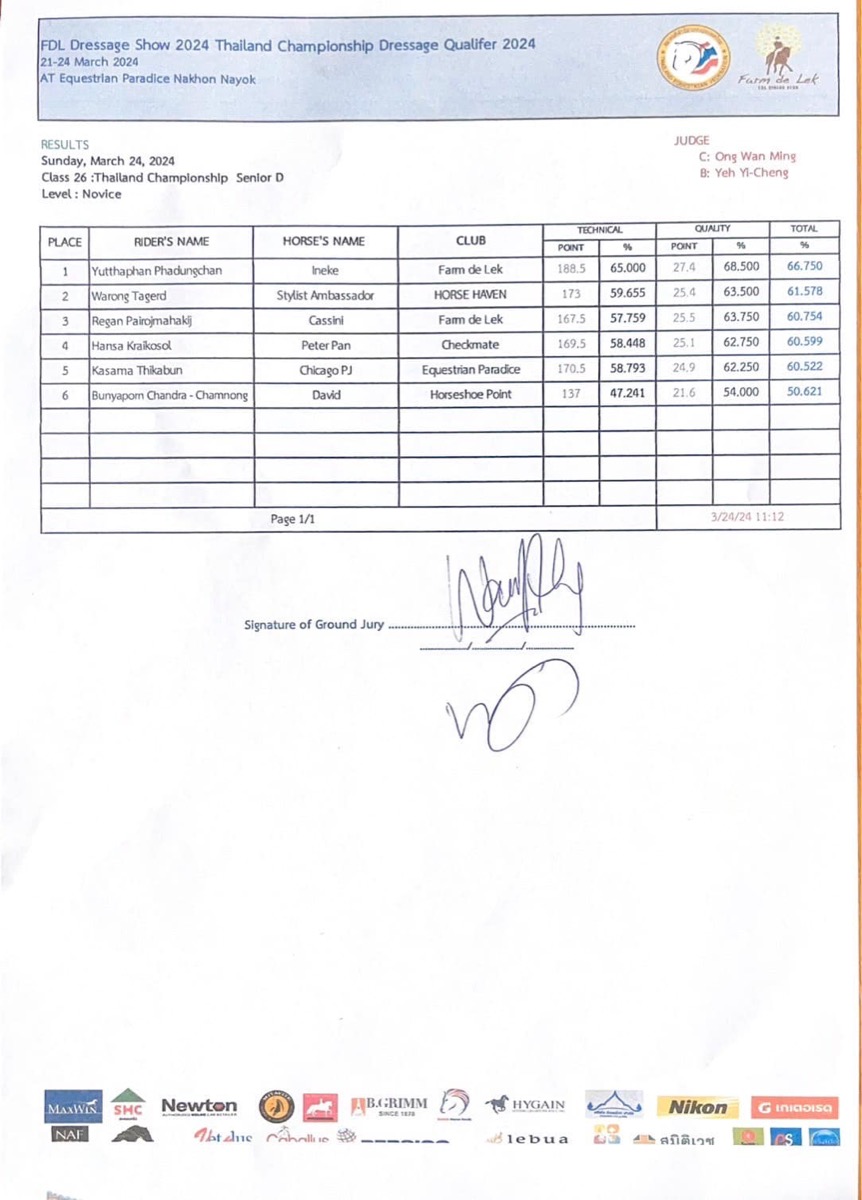 FDL Dressage Show 2024 Thailand Championship Dressage Qualifer 2024
21-24 March 2024
AT Equestrian Paradice Nakhon Nayok
Farm de Lek
RESULTS
Sunday, March 24, 2024
Class 26 :Thailand Championship Senior D
Level : Novice
JUDGE
C: Ong Wan Ming
B: Yeh Yi-Cheng
PLACE RIDER'S NAME HORSE'S NAME CLUB TECHNICAL QUALITY TOTAL
POINT % POINT % %
1 Yutthaphan Phadungchan Ineke Farm de Lek 188.5 65.000 27.4 68.500 66.750
2 Warong Tagerd Stylist Ambassador HORSE HAVEN 173 59.655 25.4 63.500 61.578
3 Regan Pairojmahakij Cassini Farm de Lek 167.5 57.759 25.5 63.750 60.754
4 Hansa Kraikosol Peter Pan Checkmate 169.5 58.448 25.1 62.750 60.599
5 Kasama Thikabun Chicago PJ Equestrian Paradice 170.5 58.793 24.9 62.250 60.522
6 Bunyaporn Chandra - Chamnong David Horseshoe Point 137 47.241 21.6 54.000 50.621
Page 1/1 3/24/24 11:12
Signature of Ground Jury
MAXWIN SHC Newton B.GRIMM SINCE 1878 HYGAIN Nikon
NAF lebua สมิติเวช CS